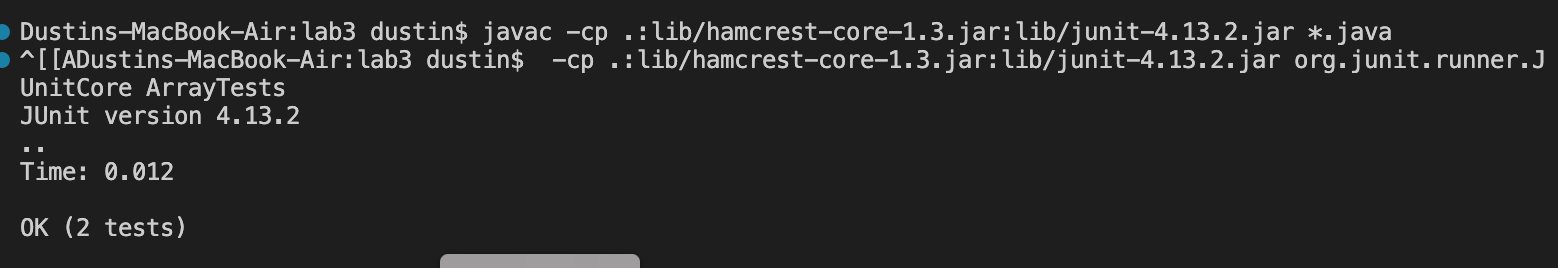 Dustins-MacBook-Air:lab3 dustin$ javac -cp .:lib/hamcrest-core-1.3.jar:lib/junit-4.13.2.jar *.java
^[[ADustins-MacBook-Air:lab3 dustin$  -cp .:lib/hamcrest-core-1.3.jar:lib/junit-4.13.2.jar org.junit.runner.J
UnitCore ArrayTests
JUnit version 4.13.2
..
Time: 0.012
OK (2 tests)